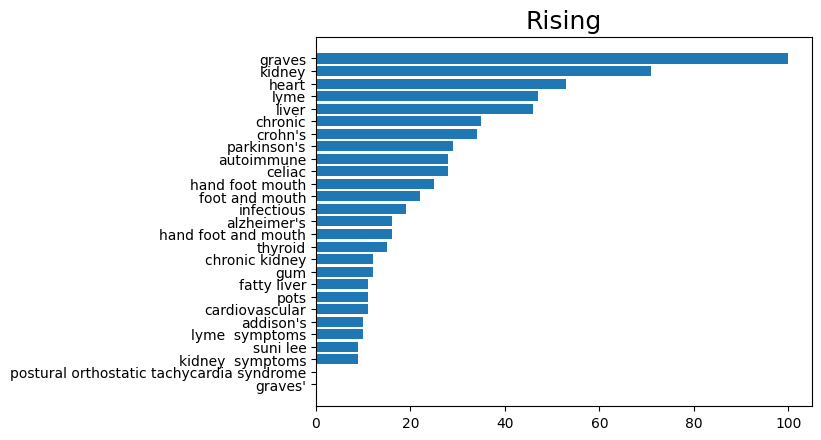 Rising
graves
kidney
heart
lyme
liver
chronic
crohn's
parkinson's
autoimmune
celiac
hand foot mouth
foot and mouth
infectious
alzheimer's
hand foot and mouth
thyroid
chronic kidney
gum
fatty liver
pots
cardiovascular
addison's
lyme  symptoms
suni lee
kidney  symptoms
postural orthostatic tachycardia syndrome
graves'
0 20 40 60 80 100